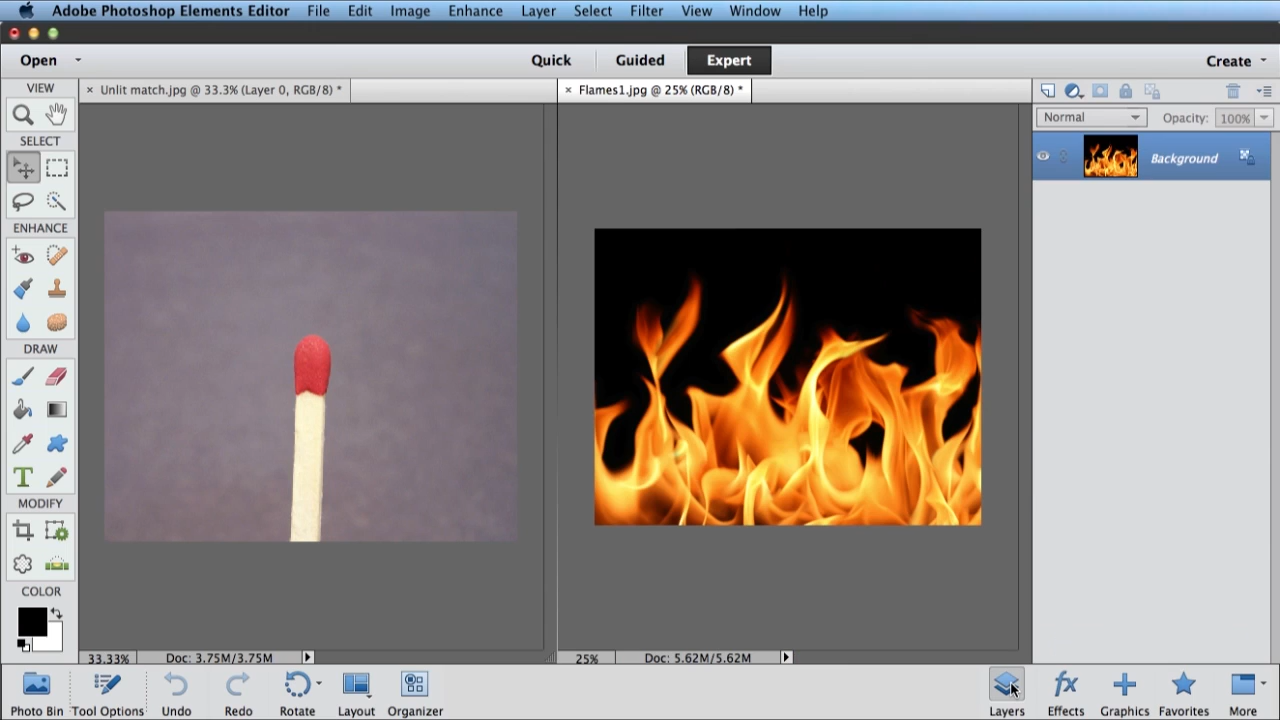 Adobe Photoshop Elements Editor File Edit Image Enhance Layer Select Filter View Window Help
Open Quick Guided Expert Create
VIEW
× Unlit match.jpg @ 33.3% (Layer 0, RGB/8) *
× Flames1.jpg @ 25% (RGB/8) *
Normal Opacity: 100%
SELECT
Background
ENHANCE
DRAW
T
MODIFY
COLOR
33.33% Doc: 3.75M/3.75M
25% Doc: 5.62M/5.62M
fx
Photo Bin Tool Options Undo Redo Rotate Layout Organizer Layers Effects Graphics Favorites More